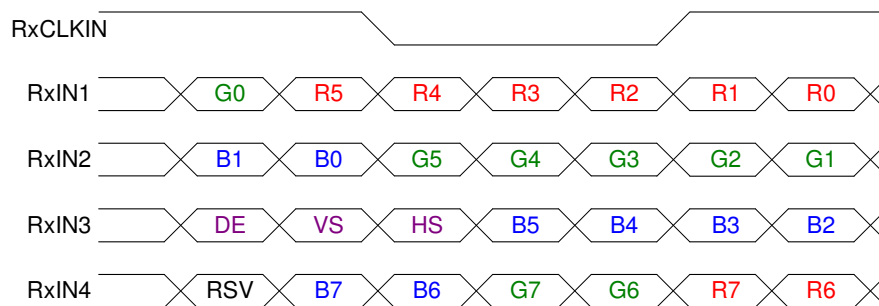 RxCLKIN
RxIN1 G0 R5 R4 R3 R2 R1 R0
RxIN2 B1 B0 G5 G4 G3 G2 G1
RxIN3 DE VS HS B5 B4 B3 B2
RxIN4 RSV B7 B6 G7 G6 R7 R6